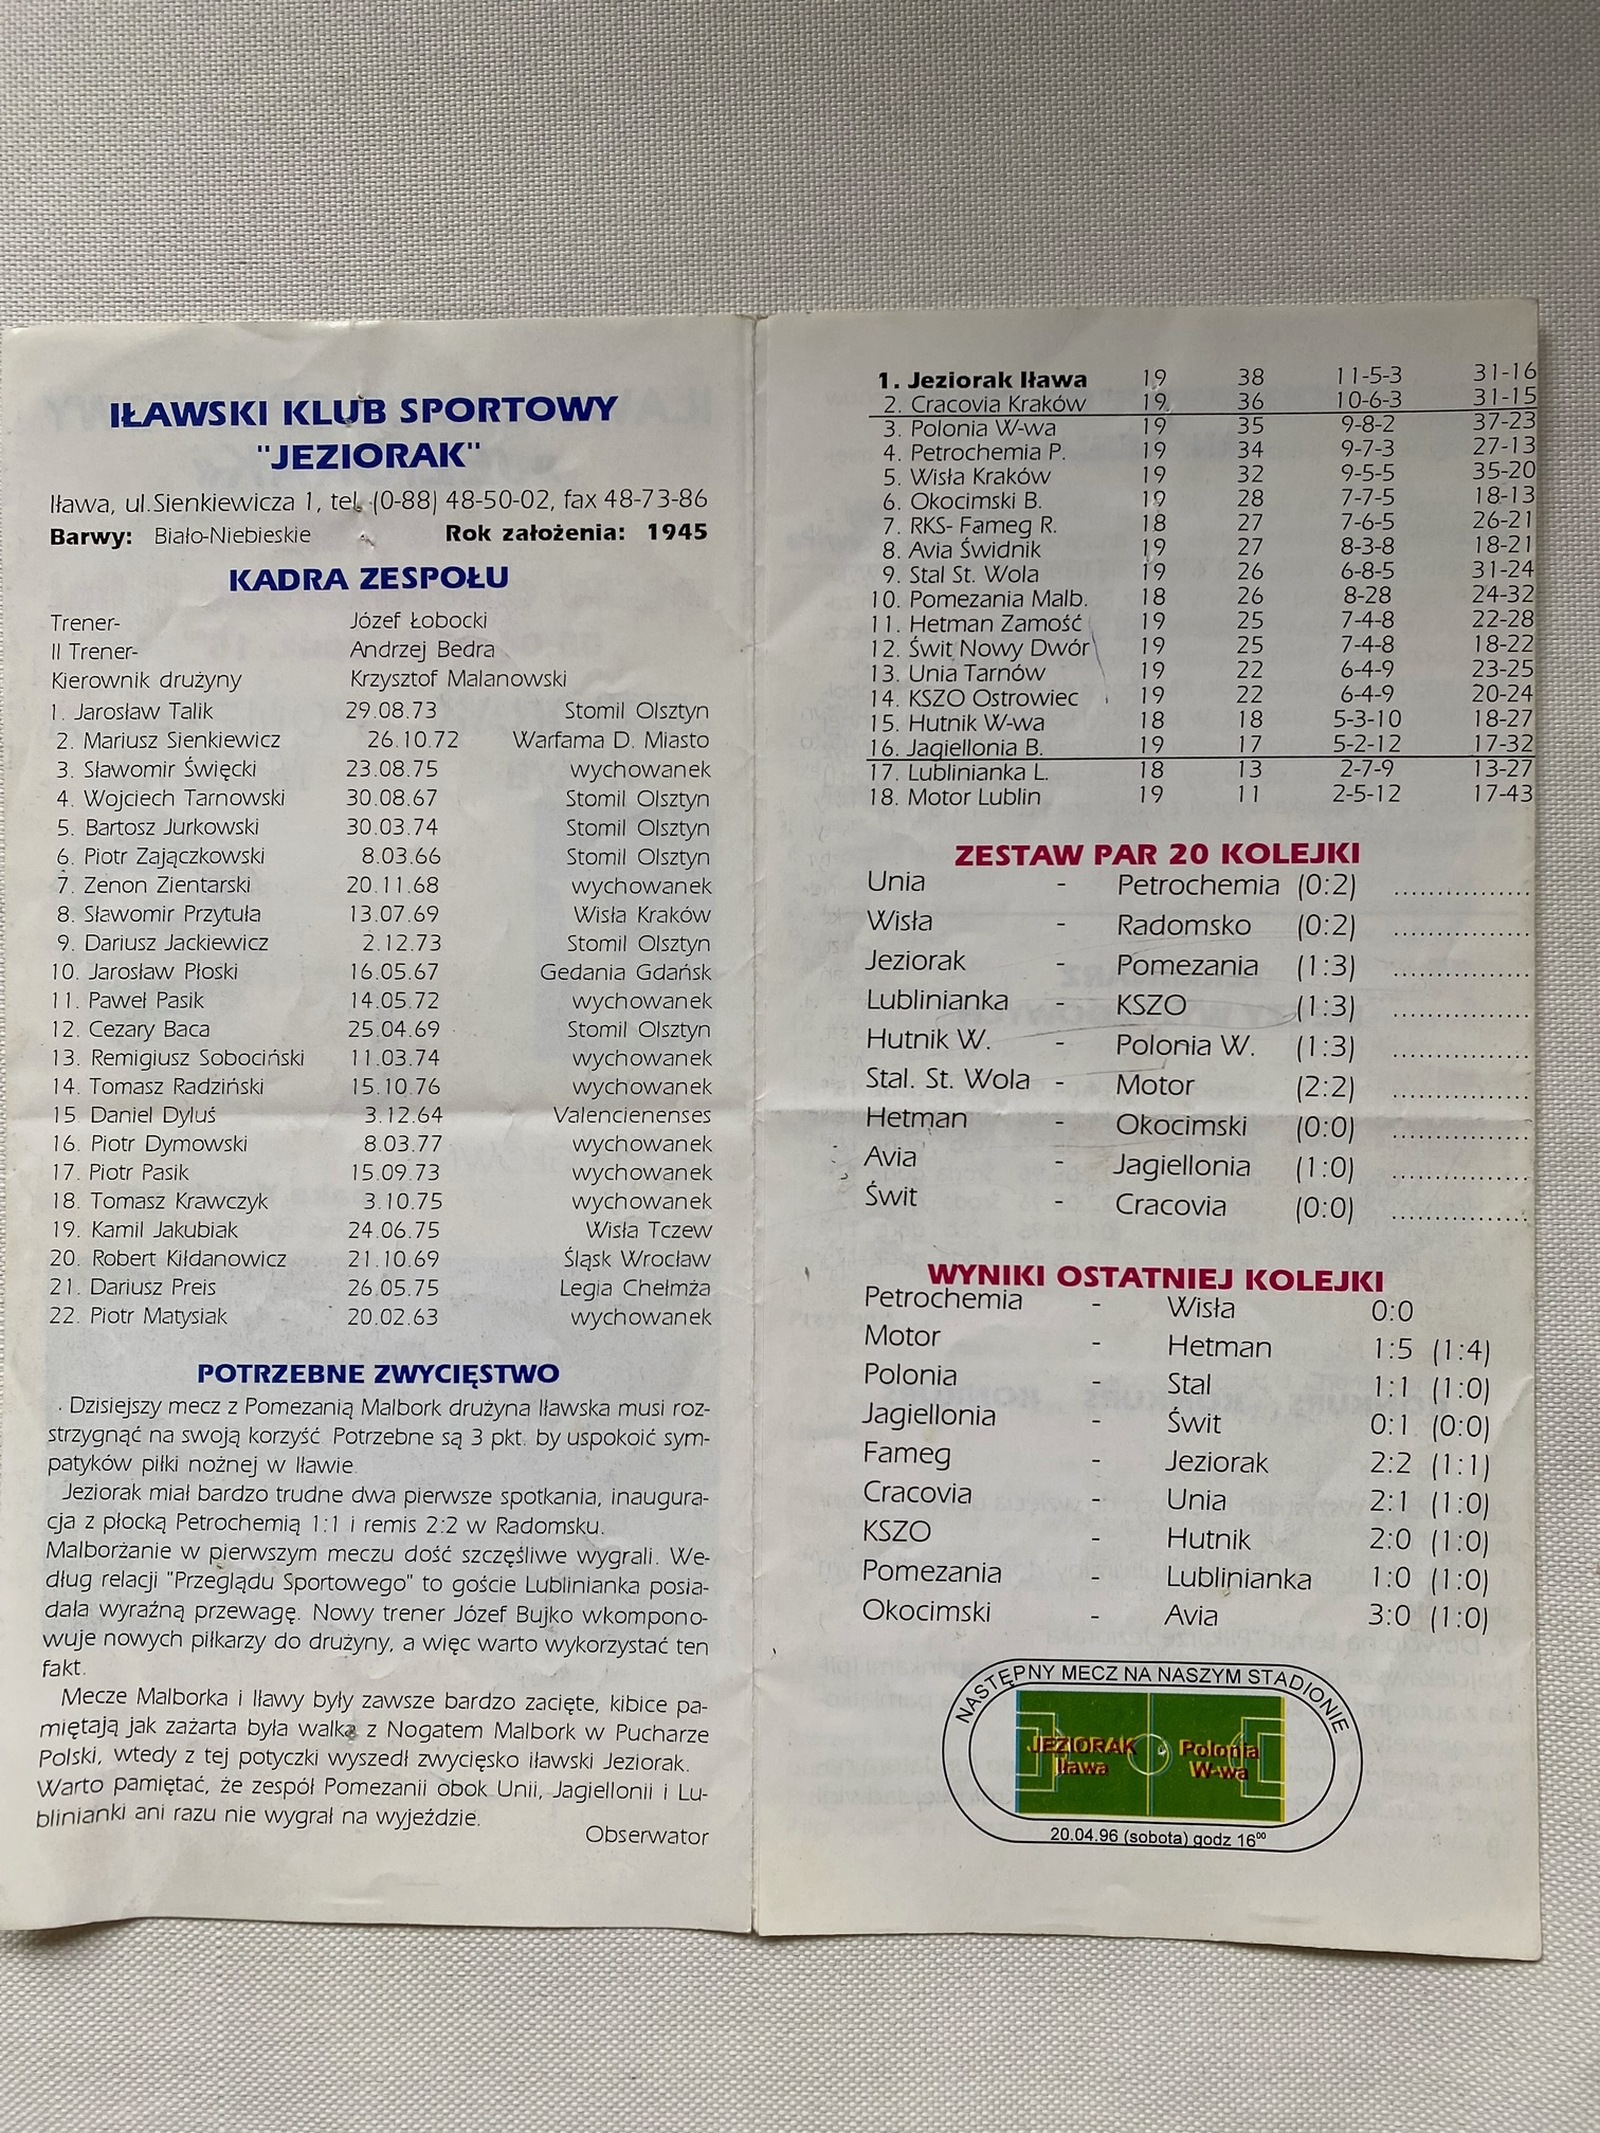 IŁAWSKI KLUB SPORTOWY
"JEZIORAK"
Iława, ul.Sienkiewicza 1, tel. (0-88) 48-50-02, fax 48-73-86
Barwy: Biało-Niebieskie Rok założenia: 1945
KADRA ZESPOŁU
Trener- Józef Łobocki
II Trener- Andrzej Bedra
Kierownik drużyny Krzysztof Malanowski
1. Jarosław Talik 29.08.73 Stomil Olsztyn
2. Mariusz Sienkiewicz 26.10.72 Warfama D. Miasto
3. Sławomir Święcki 23.08.75 wychowanek
4. Wojciech Tarnowski 30.08.67 Stomil Olsztyn
5. Bartosz Jurkowski 30.03.74 Stomil Olsztyn
6. Piotr Zajączkowski 8.03.66 Stomil Olsztyn
7. Zenon Zientarski 20.11.68 wychowanek
8. Sławomir Przytuła 13.07.69 Wisła Kraków
9. Dariusz Jackiewicz 2.12.73 Stomil Olsztyn
10. Jarosław Płoski 16.05.67 Gedania Gdańsk
11. Paweł Pasik 14.05.72 wychowanek
12. Cezary Baca 25.04.69 Stomil Olsztyn
13. Remigiusz Sobociński 11.03.74 wychowanek
14. Tomasz Radziński 15.10.76 wychowanek
15. Daniel Dyluś 3.12.64 Valencienenses
16. Piotr Dymowski 8.03.77 wychowanek
17. Piotr Pasik 15.09.73 wychowanek
18. Tomasz Krawczyk 3.10.75 wychowanek
19. Kamil Jakubiak 24.06.75 Wisła Tczew
20. Robert Kiłdanowicz 21.10.69 Śląsk Wrocław
21. Dariusz Preis 26.05.75 Legia Chełmża
22. Piotr Matysiak 20.02.63 wychowanek
POTRZEBNE ZWYCIĘSTWO
Dzisiejszy mecz z Pomezanią Malbork drużyna Iławska musi roz-
strzygnąć na swoją korzyść. Potrzebne są 3 pkt. by uspokoić sym-
patyków piłki nożnej w Iławie.
Jeziorak miał bardzo trudne dwa pierwsze spotkania, inaugura-
cja z płocką Petrochemią 1:1 i remis 2:2 w Radomsku.
Malborżanie w pierwszym meczu dość szczęśliwe wygrali. We-
dług relacji "Przeglądu Sportowego" to goście Lublinianka posia-
dała wyraźną przewagę. Nowy trener Józef Bujko wkompono-
wuje nowych piłkarzy do drużyny, a więc warto wykorzystać ten
fakt.
Mecze Malborka i Iławy były zawsze bardzo zacięte, kibice pa-
miętają jak zażarta była walka z Nogatem Malbork w Pucharze
Polski, wtedy z tej potyczki wyszedł zwycięsko iławski Jeziorak.
Warto pamiętać, że zespół Pomezanii obok Unii, Jagiellonii i Lu-
blinianki ani razu nie wygrał na wyjeździe.
Obserwator
1. Jeziorak Iława 19 38 11-5-3 31-16
2. Cracovia Kraków 19 36 10-6-3 31-15
3. Polonia W-wa 19 35 9-8-2 37-23
4. Petrochemia P. 19 34 9-7-3 27-13
5. Wisła Kraków 19 32 9-5-5 35-20
6. Okocimski B. 19 28 7-7-5 18-13
7. RKS- Fameg R. 18 27 7-6-5 26-21
8. Avia Świdnik 19 27 8-3-8 18-21
9. Stal St. Wola 19 26 6-8-5 31-24
10. Pomezania Malb. 18 26 8-28 24-32
11. Hetman Zamość 19 25 7-4-8 22-28
12. Świt Nowy Dwór 19 25 7-4-8 18-22
13. Unia Tarnów 19 22 6-4-9 23-25
14. KSZO Ostrowiec 19 22 6-4-9 20-24
15. Hutnik W-wa 18 18 5-3-10 18-27
16. Jagiellonia B. 19 17 5-2-12 17-32
17. Lublinianka L. 18 13 2-7-9 13-27
18. Motor Lublin 19 11 2-5-12 17-43
ZESTAW PAR 20 KOLEJKI
Unia - Petrochemia (0:2) ................
Wisła - Radomsko (0:2) ................
Jeziorak - Pomezania (1:3) ................
Lublinianka - KSZO (1:3) ................
Hutnik W. - Polonia W. (1:3) ................
Stal. St. Wola - Motor (2:2) ................
Hetman - Okocimski (0:0) ................
Avia - Jagiellonia (1:0) ................
Świt - Cracovia (0:0) ................
WYNIKI OSTATNIEJ KOLEJKI
Petrochemia - Wisła 0:0
Motor - Hetman 1:5 (1:4)
Polonia - Stal 1:1 (1:0)
Jagiellonia - Świt 0:1 (0:0)
Fameg - Jeziorak 2:2 (1:1)
Cracovia - Unia 2:1 (1:0)
KSZO - Hutnik 2:0 (1:0)
Pomezania - Lublinianka 1:0 (1:0)
Okocimski - Avia 3:0 (1:0)
NASTĘPNY MECZ NA NASZYM STADIONIE
JEZIORAK Polonia
Iława W-wa
20.04.96 (sobota) godz 16⁰⁰